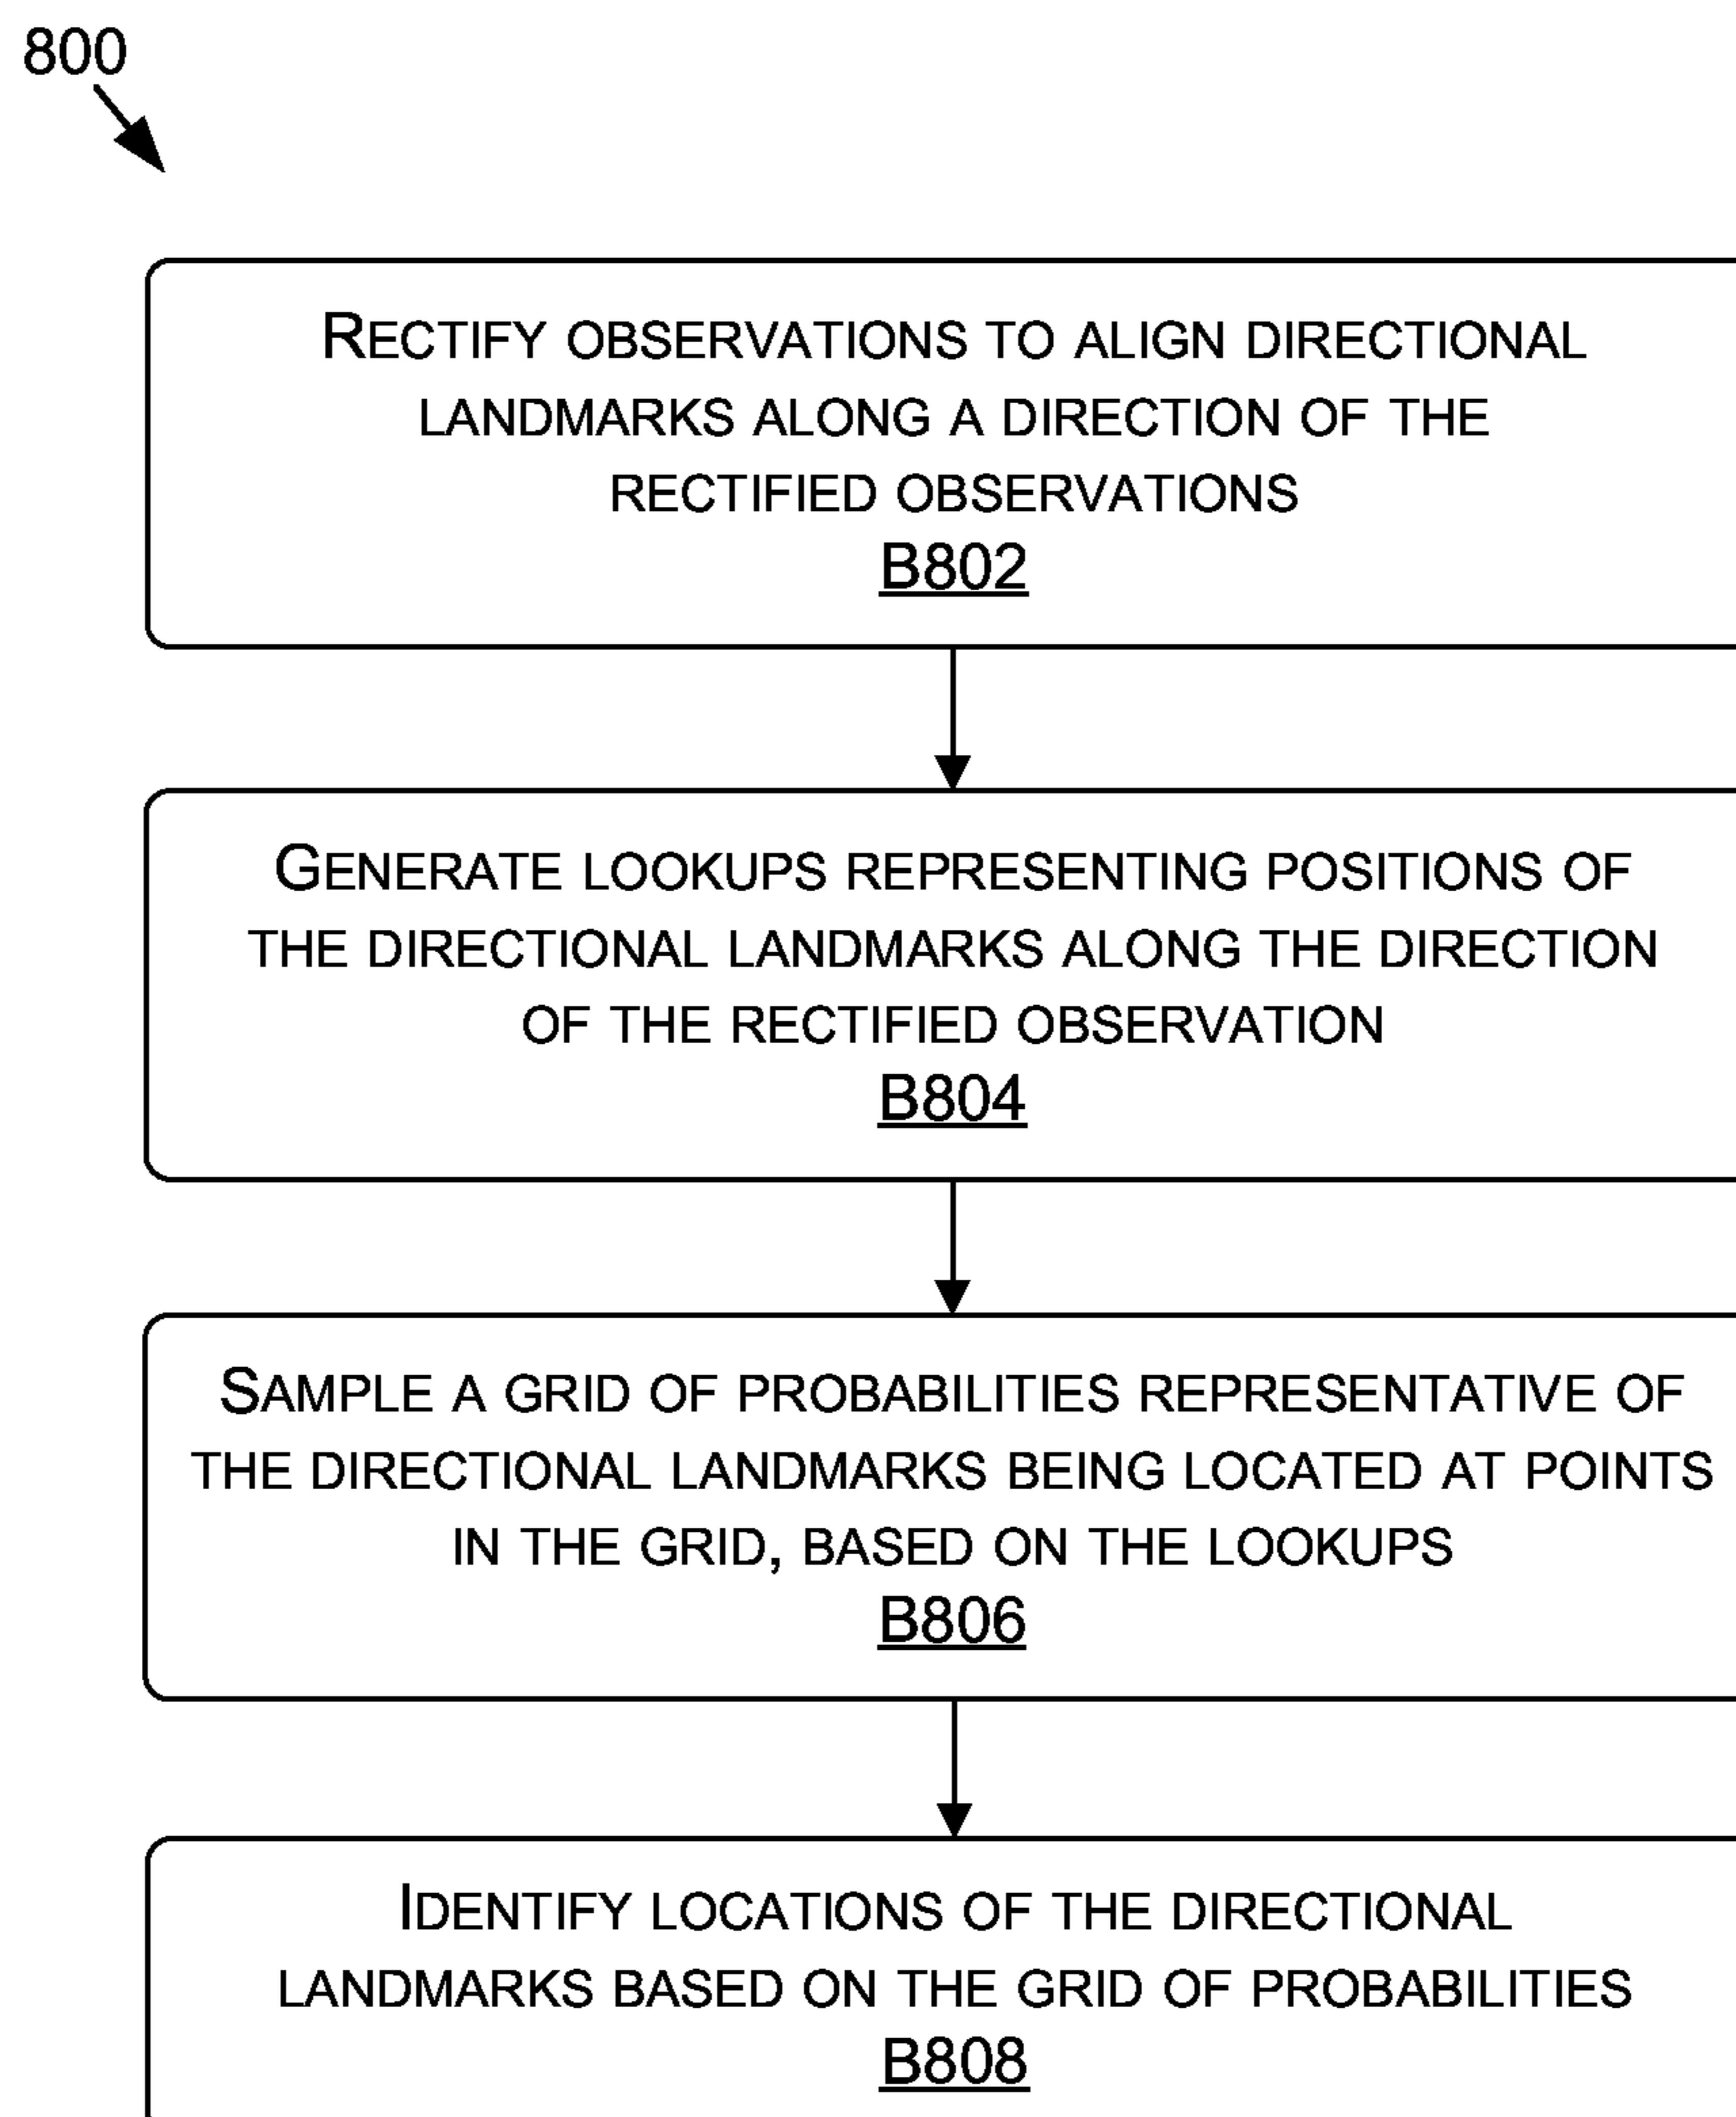 800
Rectify observations to align directional
landmarks along a direction of the
rectified observations
B802
Generate lookups representing positions of
the directional landmarks along the direction
of the rectified observation
B804
Sample a grid of probabilities representative of
the directional landmarks being located at points
in the grid, based on the lookups
B806
Identify locations of the directional
landmarks based on the grid of probabilities
B808